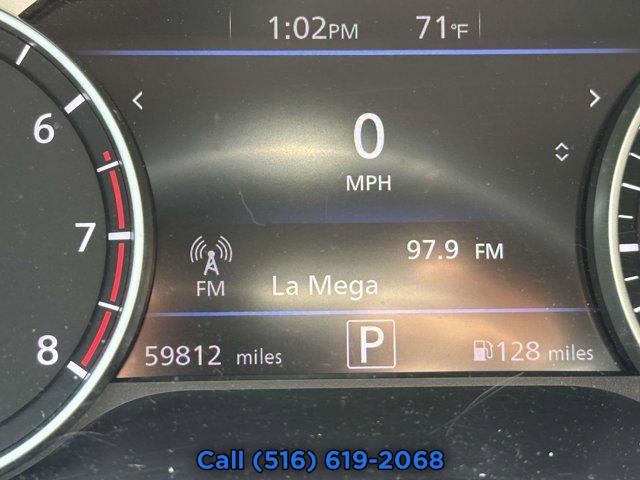 1:02PM 71°F
6
0
MPH
7
97.9 FM
FM La Mega
8
59812 miles P 128 miles
Call (516) 619-2068